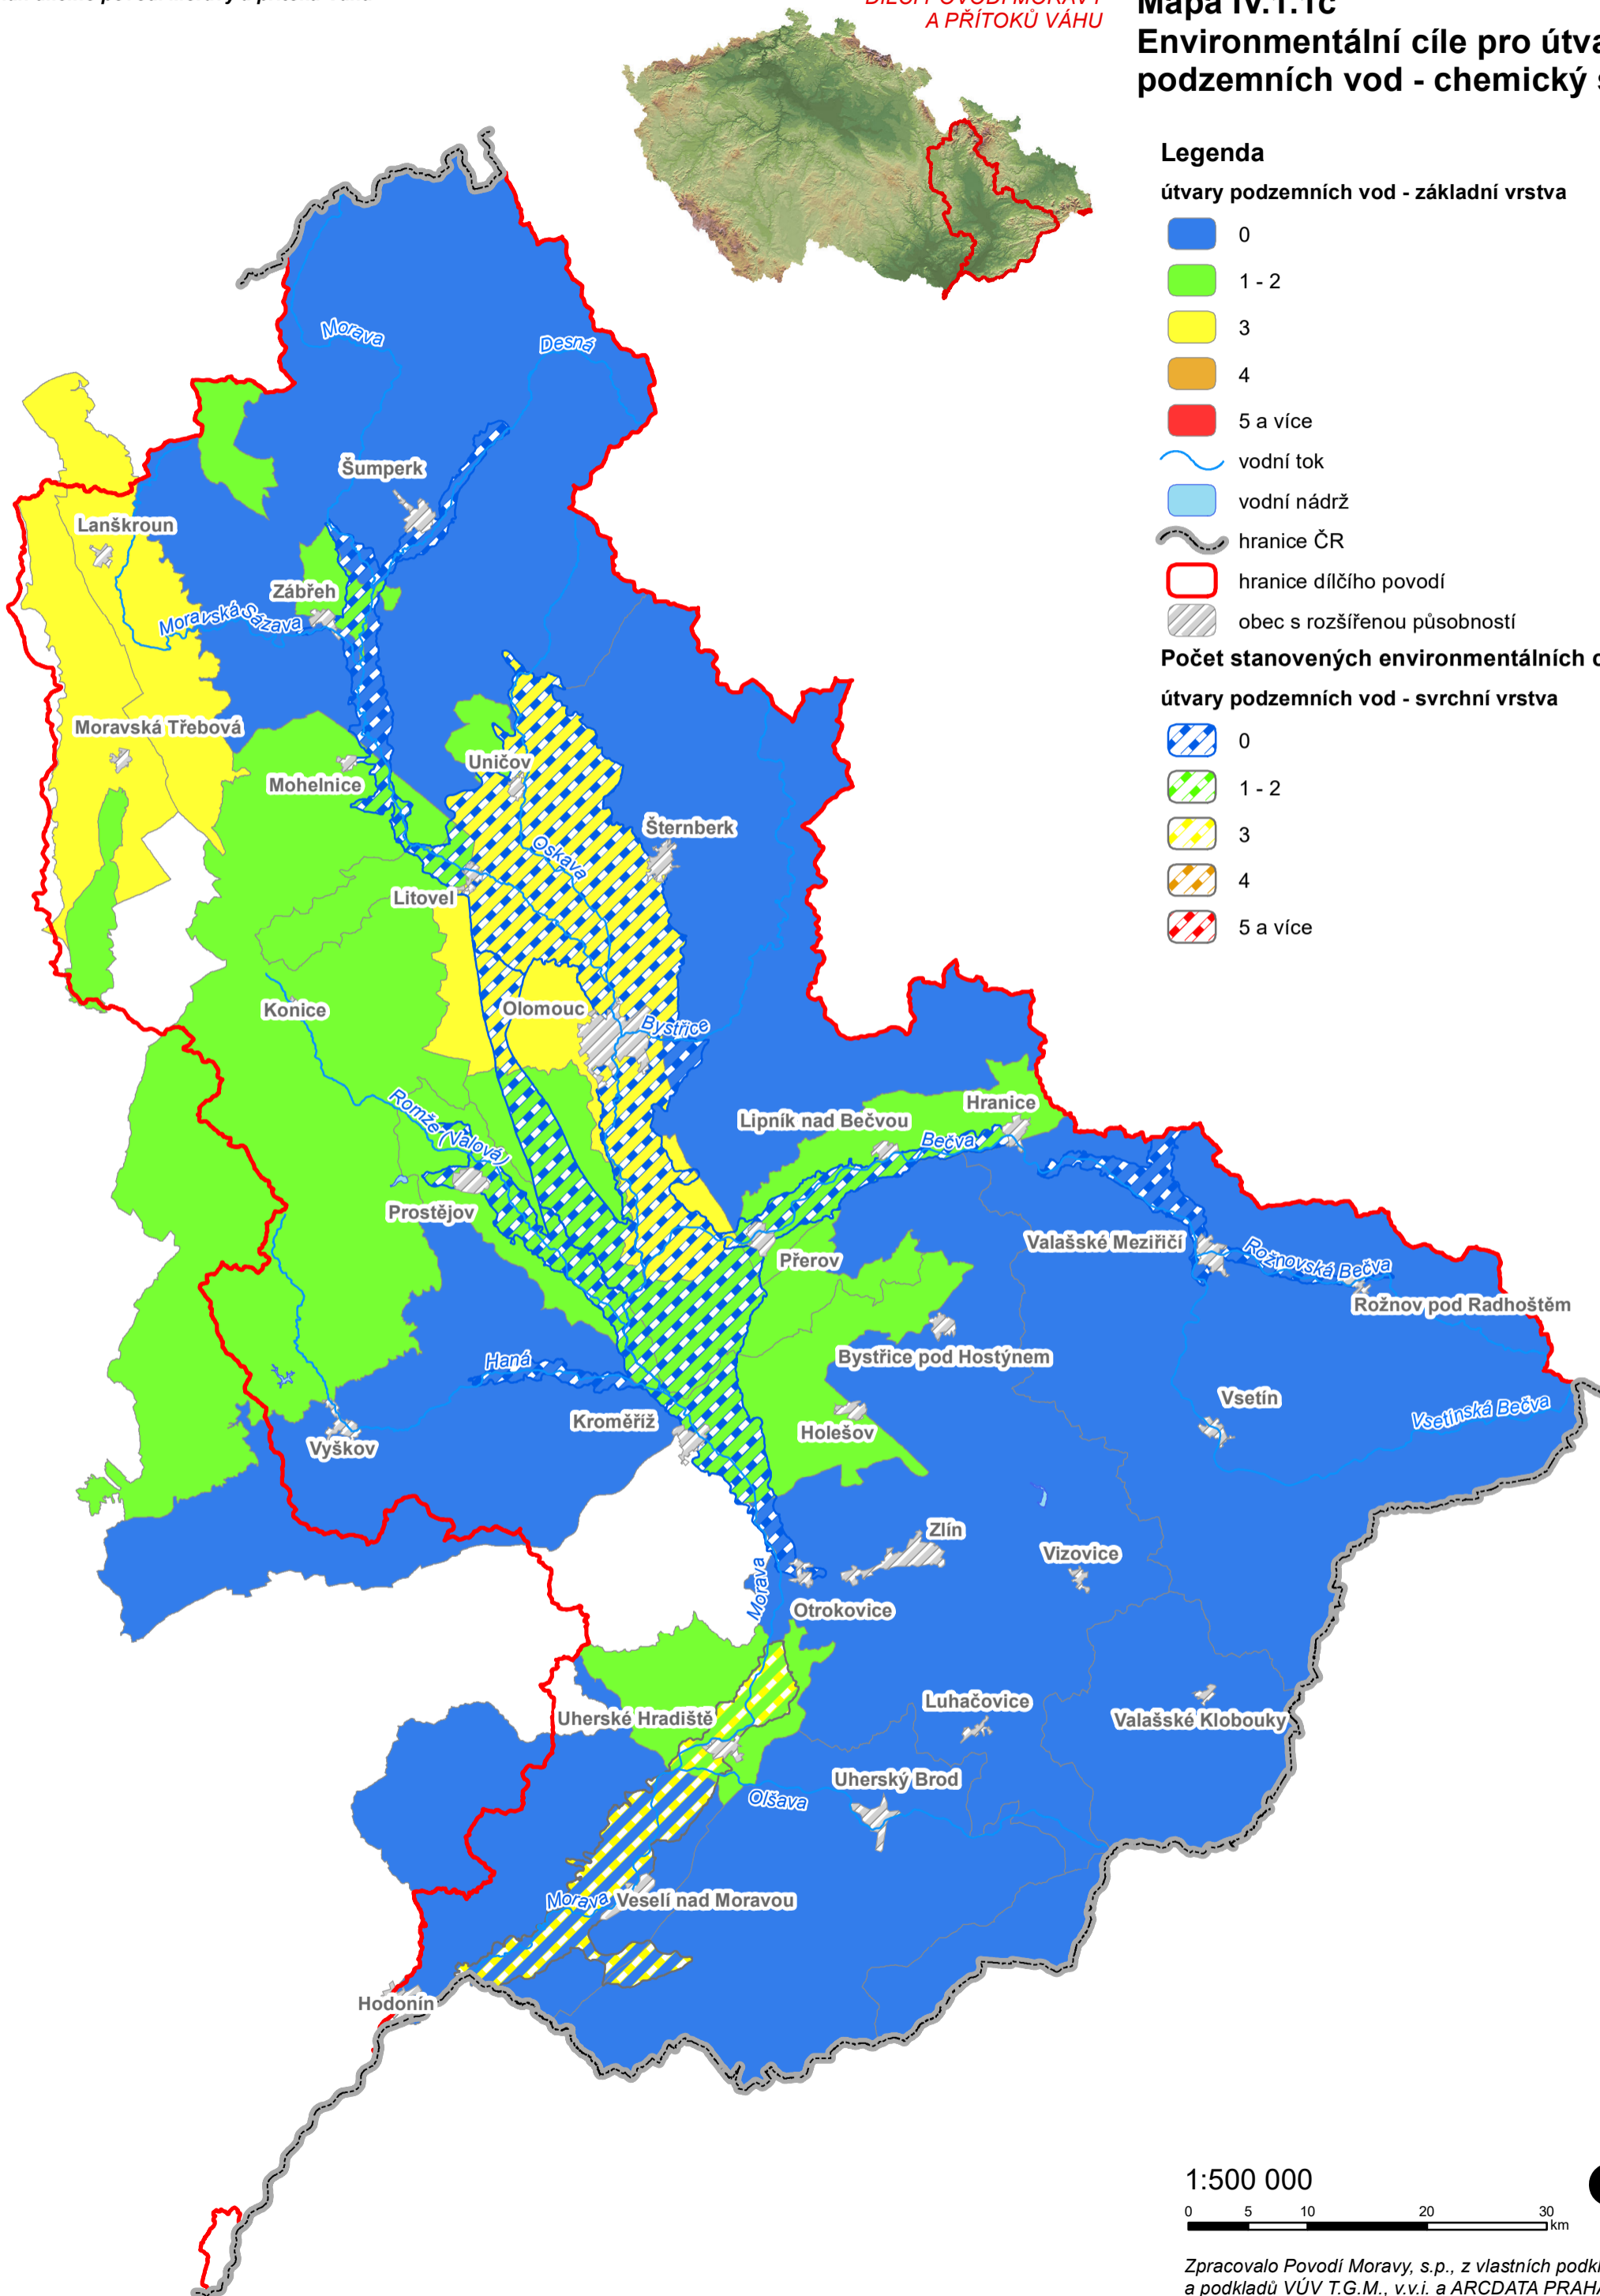 DÍLČÍ POVODÍ MORAVY
A PŘÍTOKŮ VÁHU
Mapa IV.1.1c
Environmentální cíle pro útva
podzemních vod - chemický s
Legenda
útvary podzemních vod - základní vrstva
0
1 - 2
3
4
5 a více
vodní tok
vodní nádrž
hranice ČR
hranice dílčího povodí
obec s rozšířenou působností
Počet stanovených environmentálních c
útvary podzemních vod - svrchní vrstva
0
1 - 2
3
4
5 a více
Morava
Desná
Šumperk
Lanškroun
Zábřeh
Moravská Sázava
Moravská Třebová
Mohelnice
Uničov
Šternberk
Oskava
Litovel
Konice
Olomouc
Bystřice
Romže (Valová)
Hranice
Lipník nad Bečvou
Bečva
Prostějov
Valašské Meziříčí
Přerov
Rožnovská Bečva
Rožnov pod Radhoštěm
Bystřice pod Hostýnem
Haná
Vsetín
Vsetínská Bečva
Kroměříž
Holešov
Vyškov
Zlín
Vizovice
Morava
Otrokovice
Luhačovice
Uherské Hradiště
Valašské Klobouky
Uherský Brod
Olšava
Morava
Veselí nad Moravou
Hodonín
1:500 000
0 5 10 20 30
km
Zpracovalo Povodí Moravy, s.p., z vlastních podkl
a podkladů VÚV T.G.M., v.v.i. a ARCDATA PRAHA